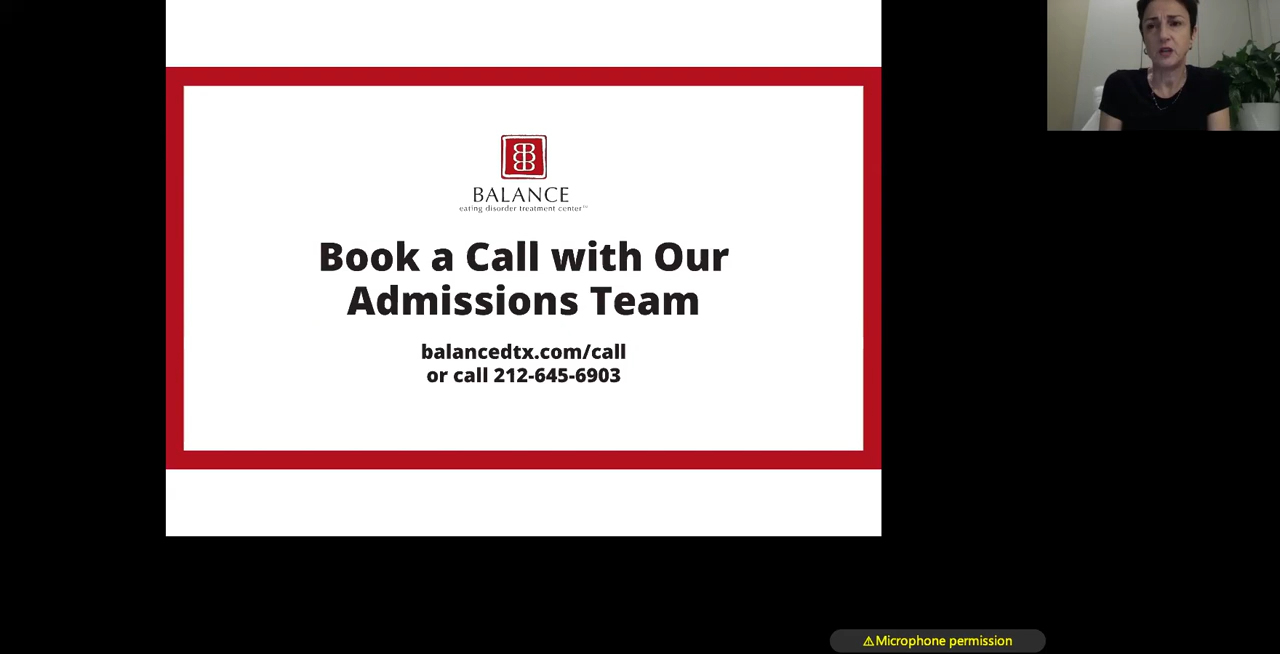 BALANCE
eating disorder treatment center™
Book a Call with Our
Admissions Team
balancedtx.com/call
or call 212-645-6903
⚠Microphone permission